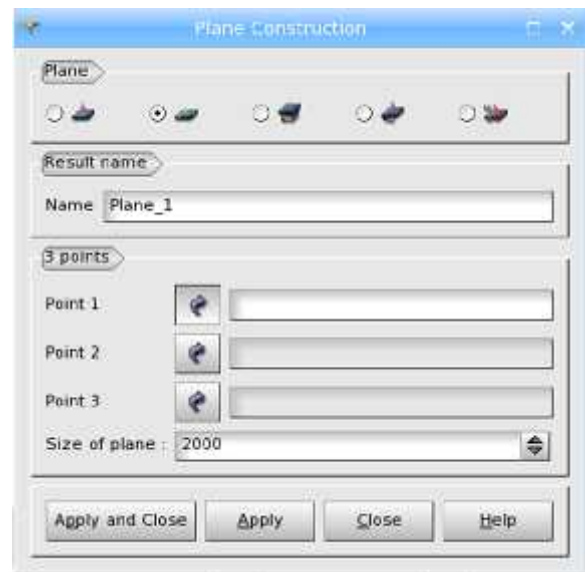 Plane Construction
Plane
Result name
Name Plane_1
3 points
Point 1
Point 2
Point 3
Size of plane : 2000
Apply and Close Apply Close Help